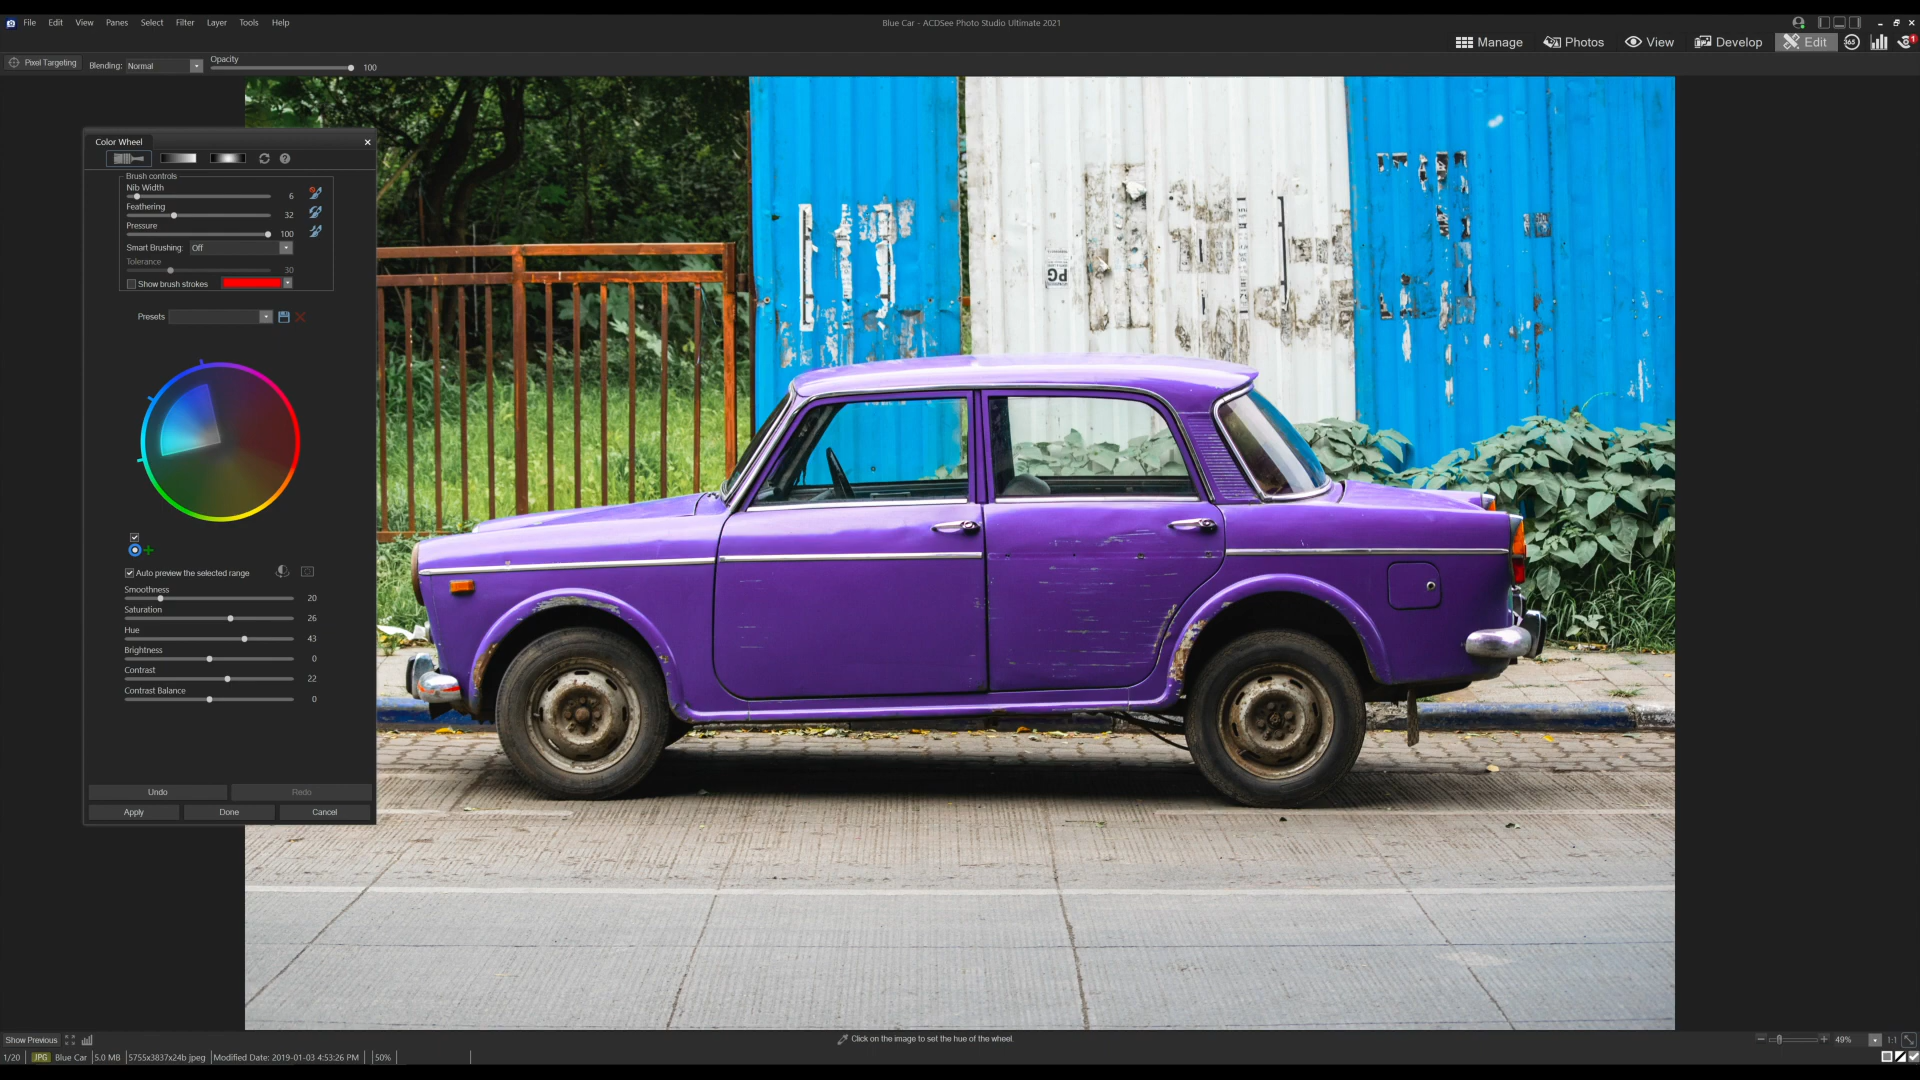 File Edit View Panes Select Filter Layer Tools Help
Blue Car - ACDSee Photo Studio Ultimate 2021
Manage Photos View Develop Edit 365 1
Pixel Targeting Blending: Normal Opacity 100
Color Wheel
Brush controls
Nib Width 6
Feathering 32
Pressure 100
Smart Brushing: Off
Tolerance 30
Show brush strokes
Presets
Auto preview the selected range
Smoothness 20
Saturation 26
Hue 43
Brightness 0
Contrast 22
Contrast Balance 0
Undo Redo
Apply Done Cancel
PG
Show Previous
Click on the image to set the hue of the wheel.
49% 1:1
1/20 JPG Blue Car 5.0 MB 5755x3837x24b jpeg Modified Date: 2019-01-03 4:53:26 PM 50%